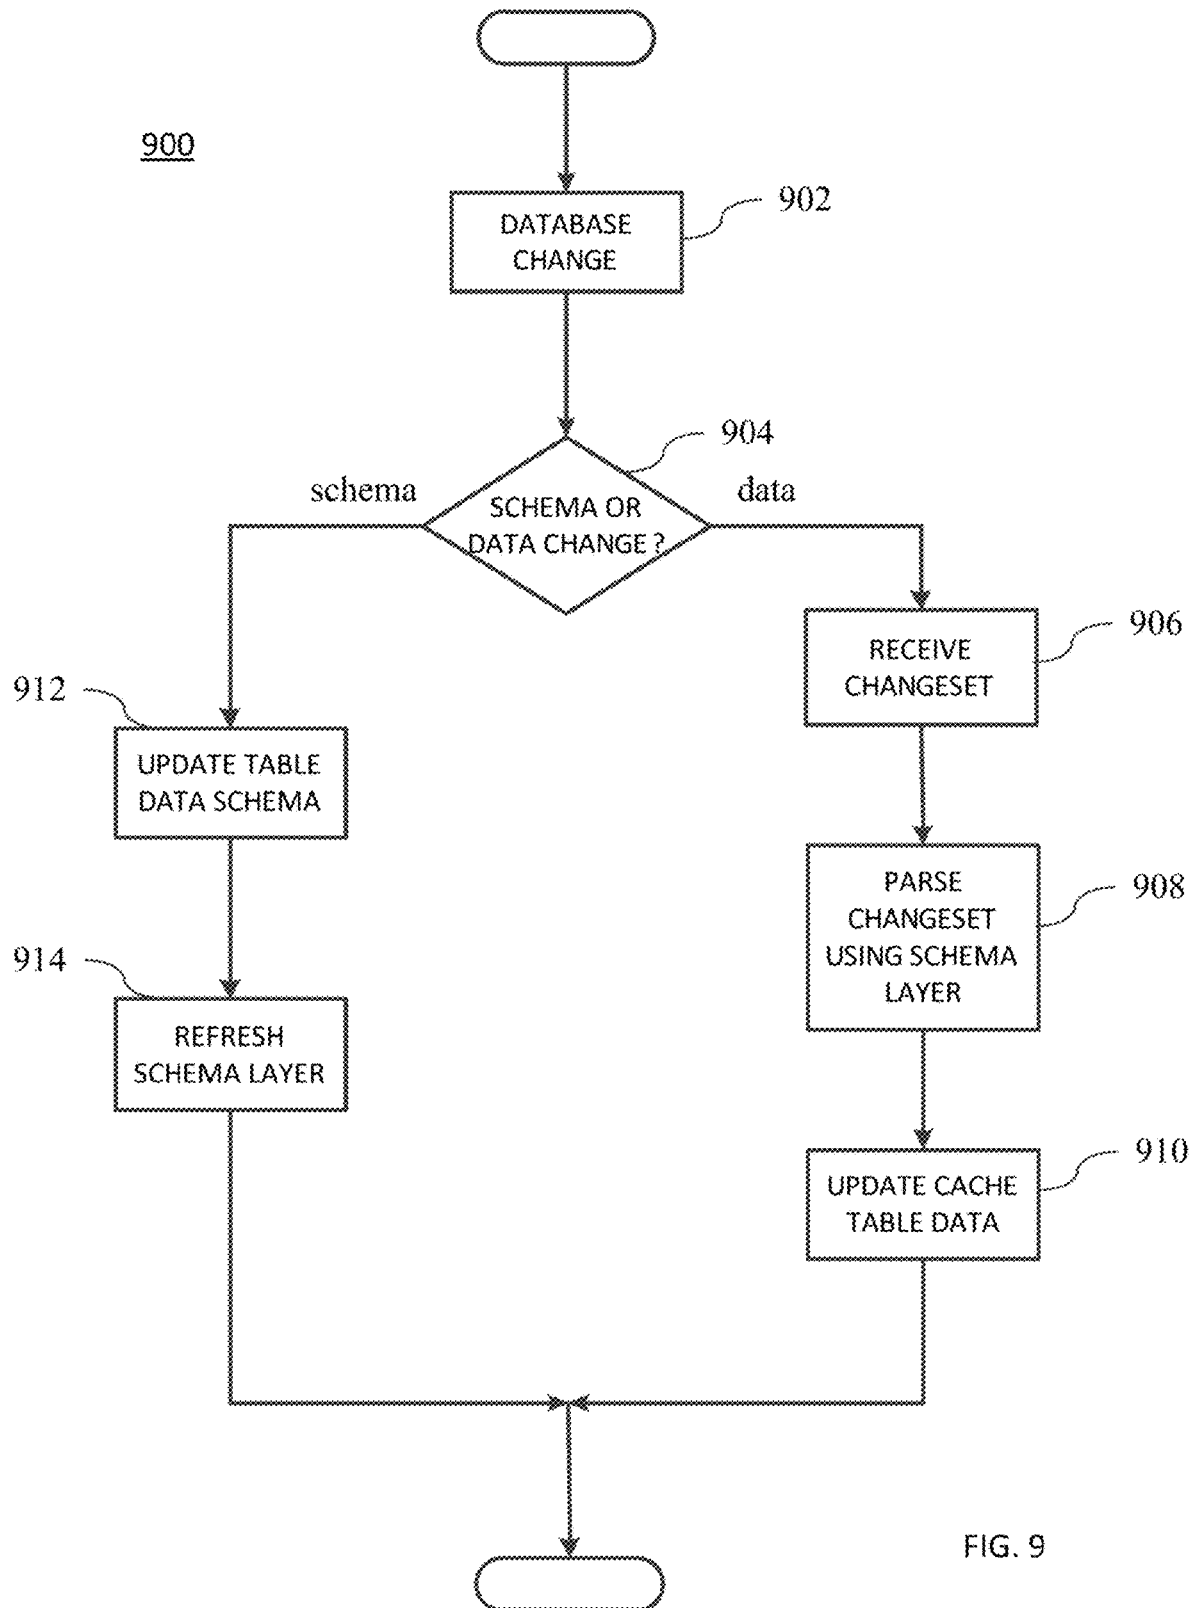 900
902
DATABASE
CHANGE
904
schema
data
SCHEMA OR
DATA CHANGE ?
906
RECEIVE
CHANGESET
912
UPDATE TABLE
DATA SCHEMA
908
PARSE
CHANGESET
USING SCHEMA
LAYER
914
REFRESH
SCHEMA LAYER
910
UPDATE CACHE
TABLE DATA
FIG. 9